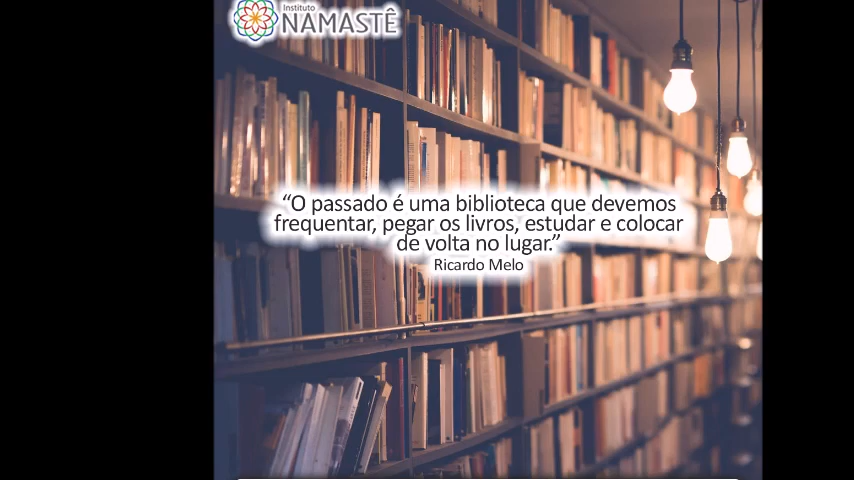 Instituto
NAMASTÊ
“O passado é uma biblioteca que devemos
frequentar, pegar os livros, estudar e colocar
de volta no lugar.”
Ricardo Melo